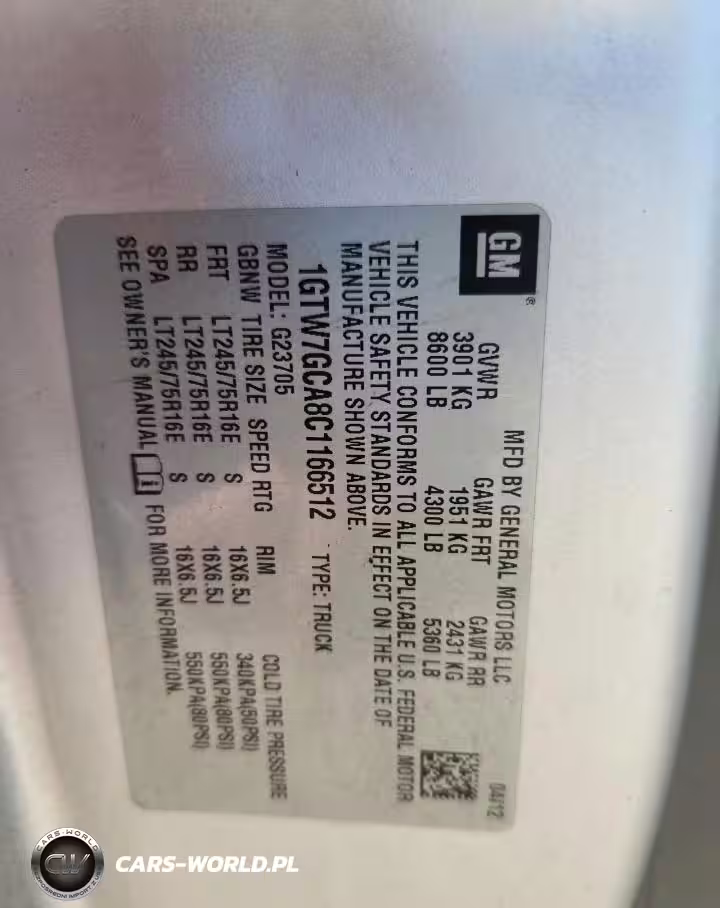 GM
®
MFD BY GENERAL MOTORS LLC 04/12
GVWR GAWR FRT GAWR RR
3901 KG 1951 KG 2431 KG
8600 LB 4300 LB 5360 LB
THIS VEHICLE CONFORMS TO ALL APPLICABLE U.S. FEDERAL MOTOR
VEHICLE SAFETY STANDARDS IN EFFECT ON THE DATE OF
MANUFACTURE SHOWN ABOVE.
1GTW7GCA8C1166512 TYPE: TRUCK
MODEL: G23705
GBNW TIRE SIZE SPEED RTG RIM COLD TIRE PRESSURE
FRT LT245/75R16E S 16X6.5J 340KPA(50PSI)
RR LT245/75R16E S 16X6.5J 550KPA(80PSI)
SPA LT245/75R16E S 16X6.5J 550KPA(80PSI)
SEE OWNER'S MANUAL FOR MORE INFORMATION.
CARS-WORLD
CW
CARS-WORLD.PL